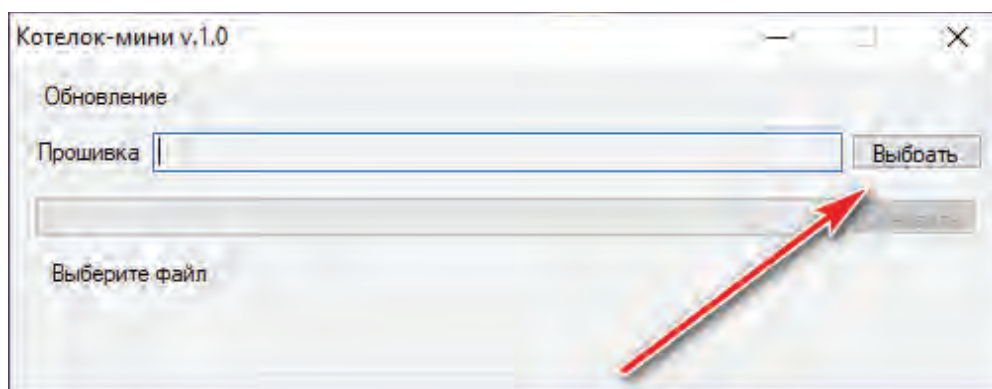 Котелок-мини v.1.0
Обновление
Прошивка Выбрать
Выберите файл